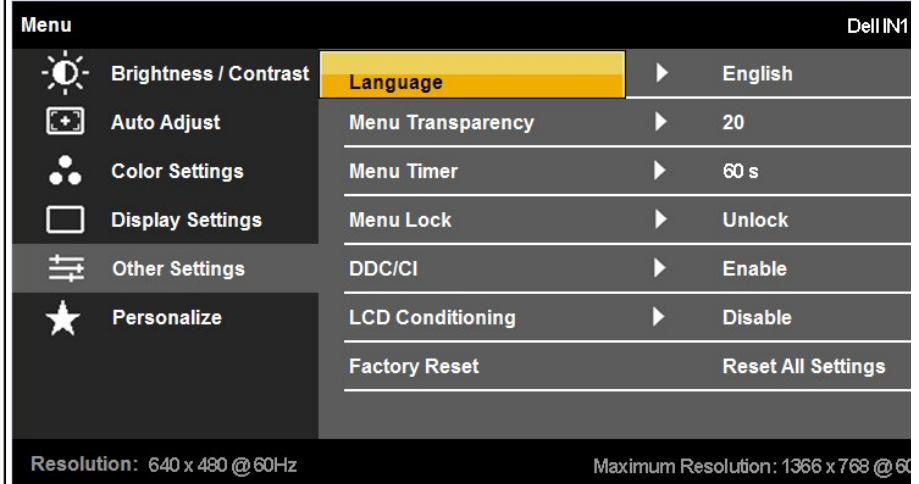 Menu Dell IN1
Brightness / Contrast Language English
Auto Adjust Menu Transparency 20
Color Settings Menu Timer 60 s
Display Settings Menu Lock Unlock
Other Settings DDC/CI Enable
Personalize LCD Conditioning Disable
Factory Reset Reset All Settings
Resolution: 640 x 480 @60Hz Maximum Resolution: 1366 x 768 @ 60